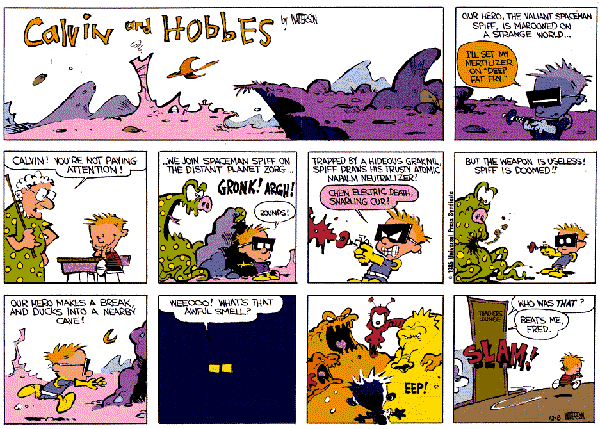 Calvin and HOBBES
by WATTERSON
OUR HERO, THE VALIANT SPACEMAN
SPIFF, IS MAROONED ON
A STRANGE WORLD...
I'LL SET MY
MERTILIZER
ON "DEEP
FAT FRY".
CALVIN! YOU'RE NOT PAYING
ATTENTION!
...WE JOIN SPACEMAN SPIFF ON
THE DISTANT PLANET ZORG...
GRONK! ARGH!
ZOUNDS!
TRAPPED BY A HIDEOUS GRAKNIL,
SPIFF DRAWS HIS TRUSTY ATOMIC
NAPALM NEUTRALIZER!
CHEW ELECTRIC DEATH,
SNARLING CUR!
BUT THE WEAPON IS USELESS!
SPIFF IS DOOMED!!
© 1985 Universal Press Syndicate
OUR HERO MAKES A BREAK,
AND DUCKS INTO A NEARBY
CAVE!
WHAT'S THAT
AWFUL SMELL?
EEP!
TEACHERS
LOUNGE
WHO WAS THAT?
BEATS ME,
FRED.
SLAM!
WATTERSON